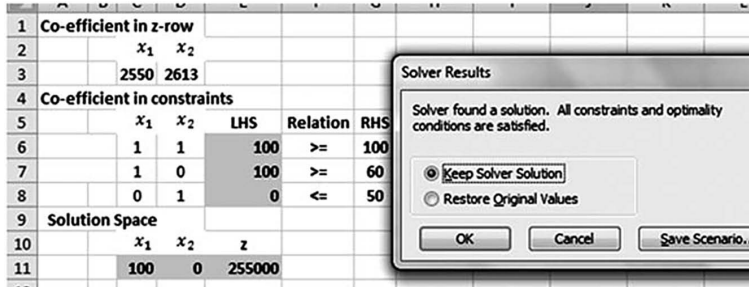 1 Co-efficient in z-row
2 x₁ x₂
3 2550 2613
4 Co-efficient in constraints
5 x₁ x₂ LHS Relation RHS
6 1 1 100 >= 100
7 1 0 100 >= 60
8 0 1 0 <= 50
9 Solution Space
10 x₁ x₂ z
11 100 0 255000
Solver Results
Solver found a solution. All constraints and optimality
conditions are satisfied.
Keep Solver Solution
Restore Original Values
OK Cancel Save Scenario..